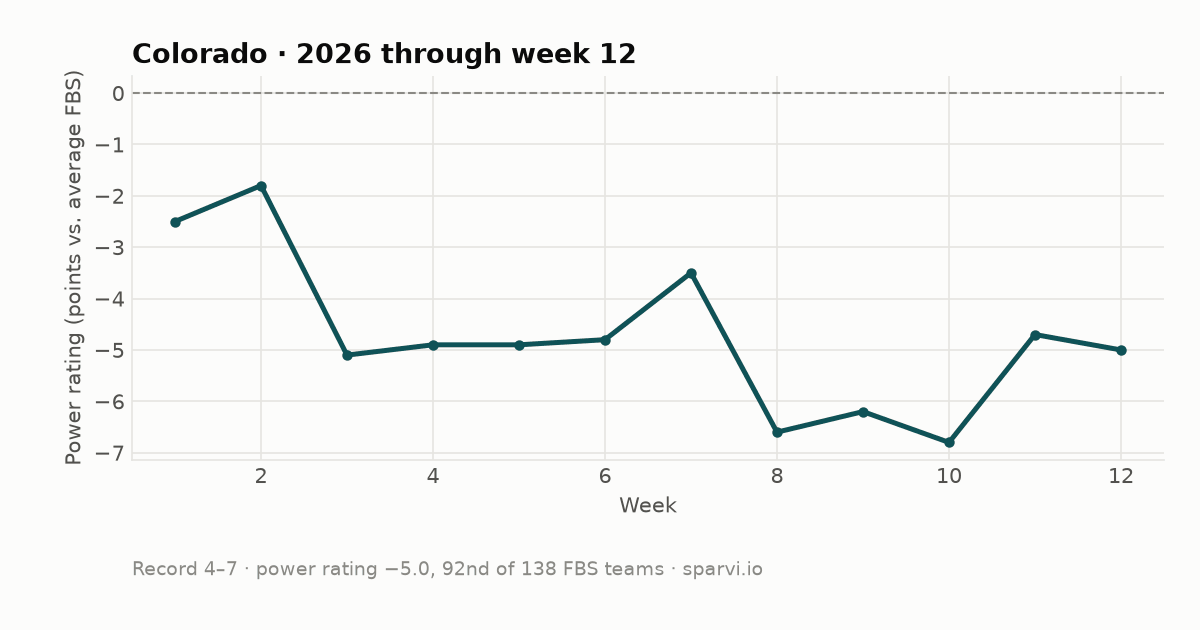 Colorado · 2026 through week 12
Power rating (points vs. average FBS)
0
−1
−2
−3
−4
−5
−6
−7
2 4 6 8 10 12
Week
Record 4–7 · power rating −5.0, 92nd of 138 FBS teams · sparvi.io